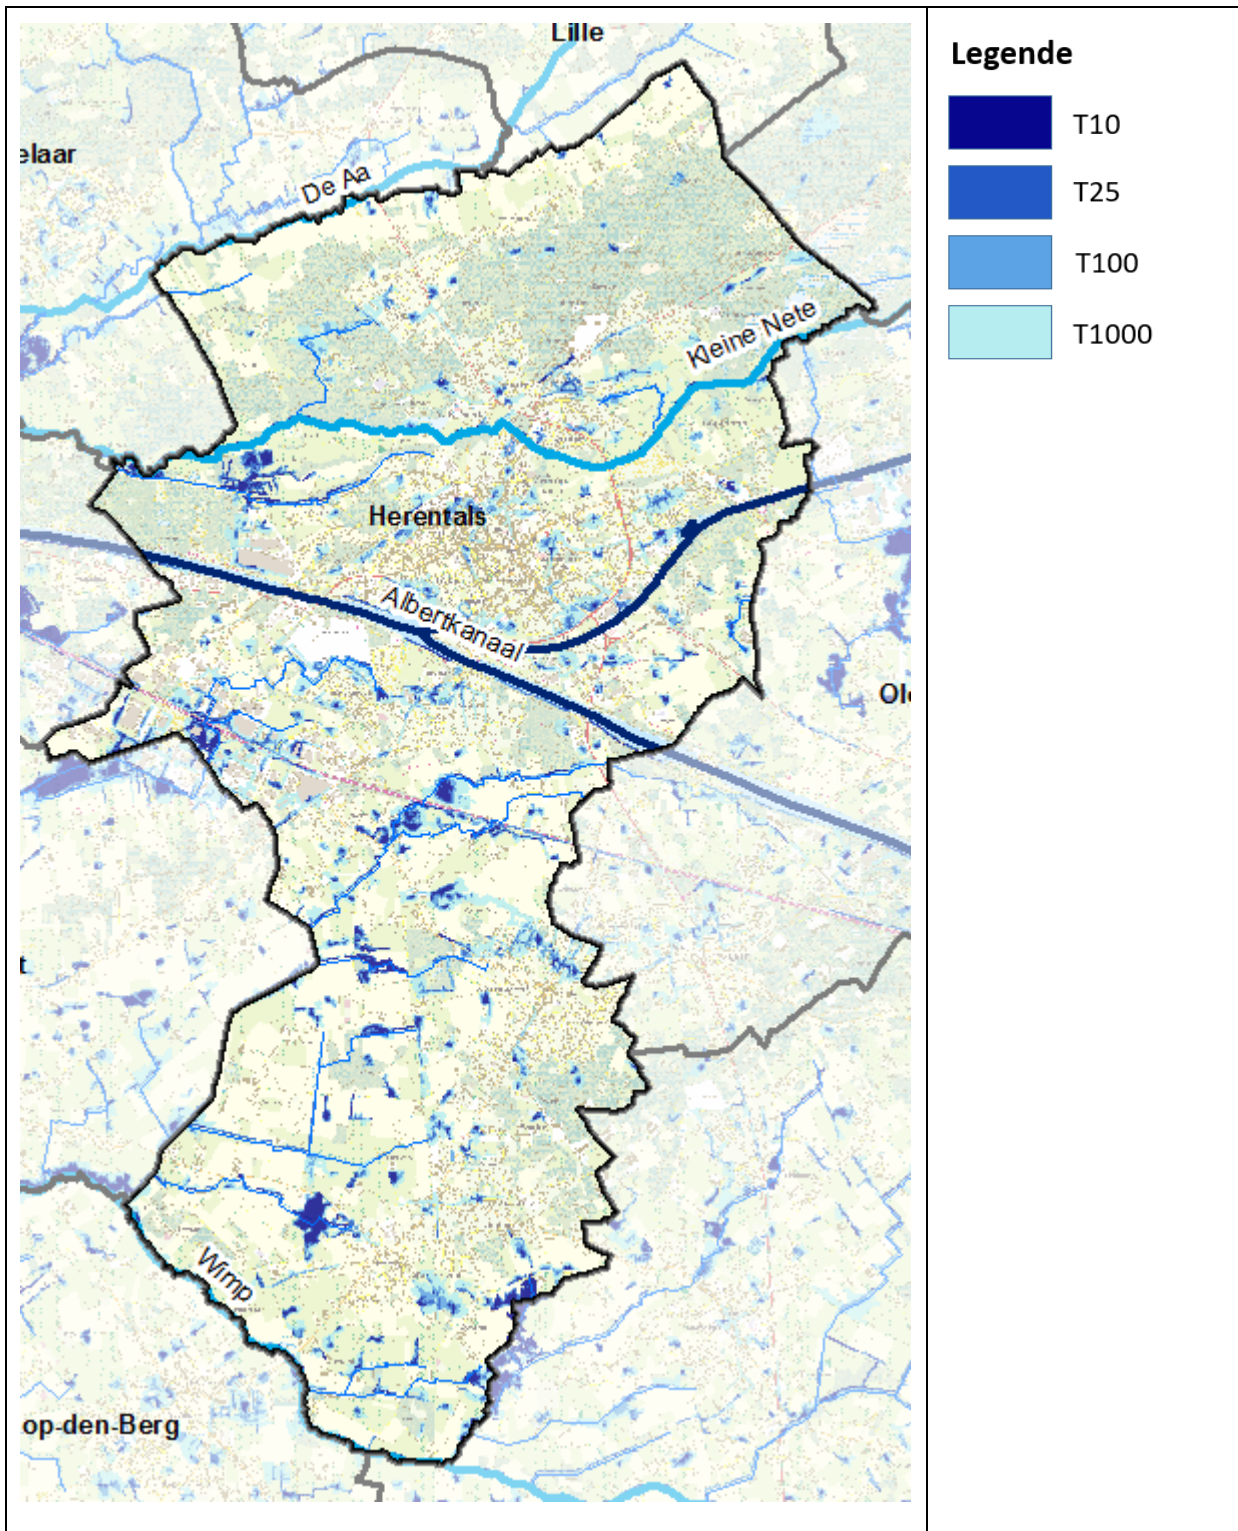 Lille
elaar
De Aa
Kleine Nete
Herentals
Albertkanaal
Ol
t
Wimp
op-den-Berg
Legende
T10
T25
T100
T1000